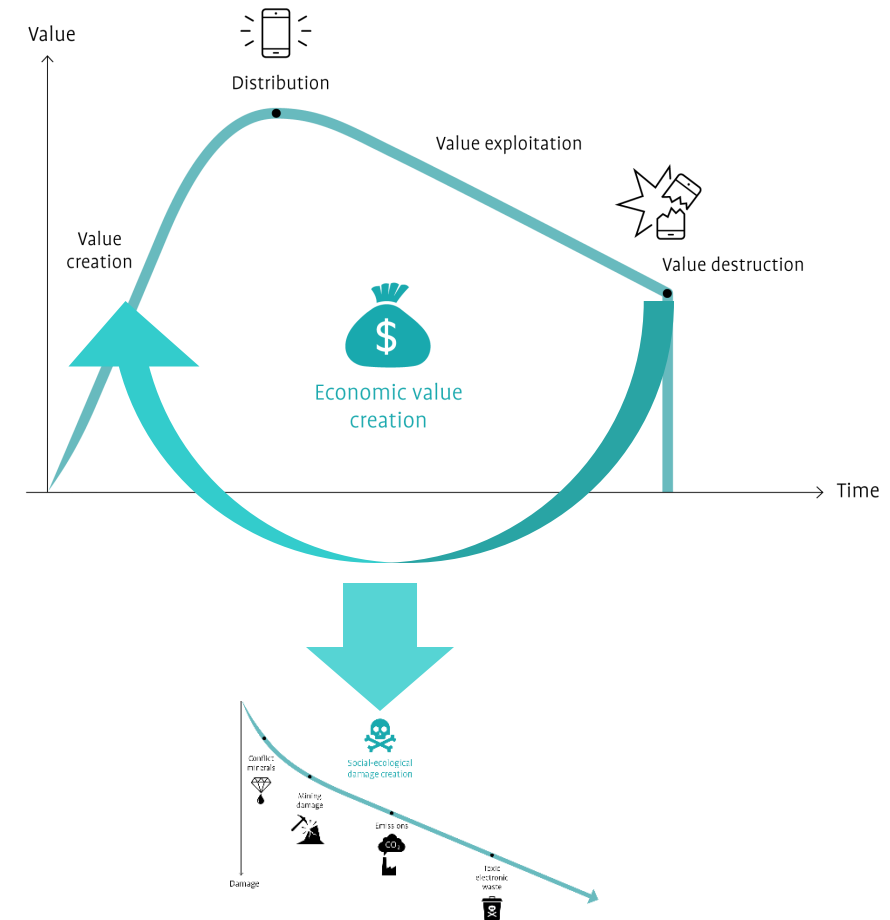 Value
Distribution
Value exploitation
Value
creation
Value destruction
$
Economic value
creation
Time
Social-ecological
damage creation
Conflict
minerals
Mining
damage
Emissions
CO₂
Toxic
electronic
waste
Damage